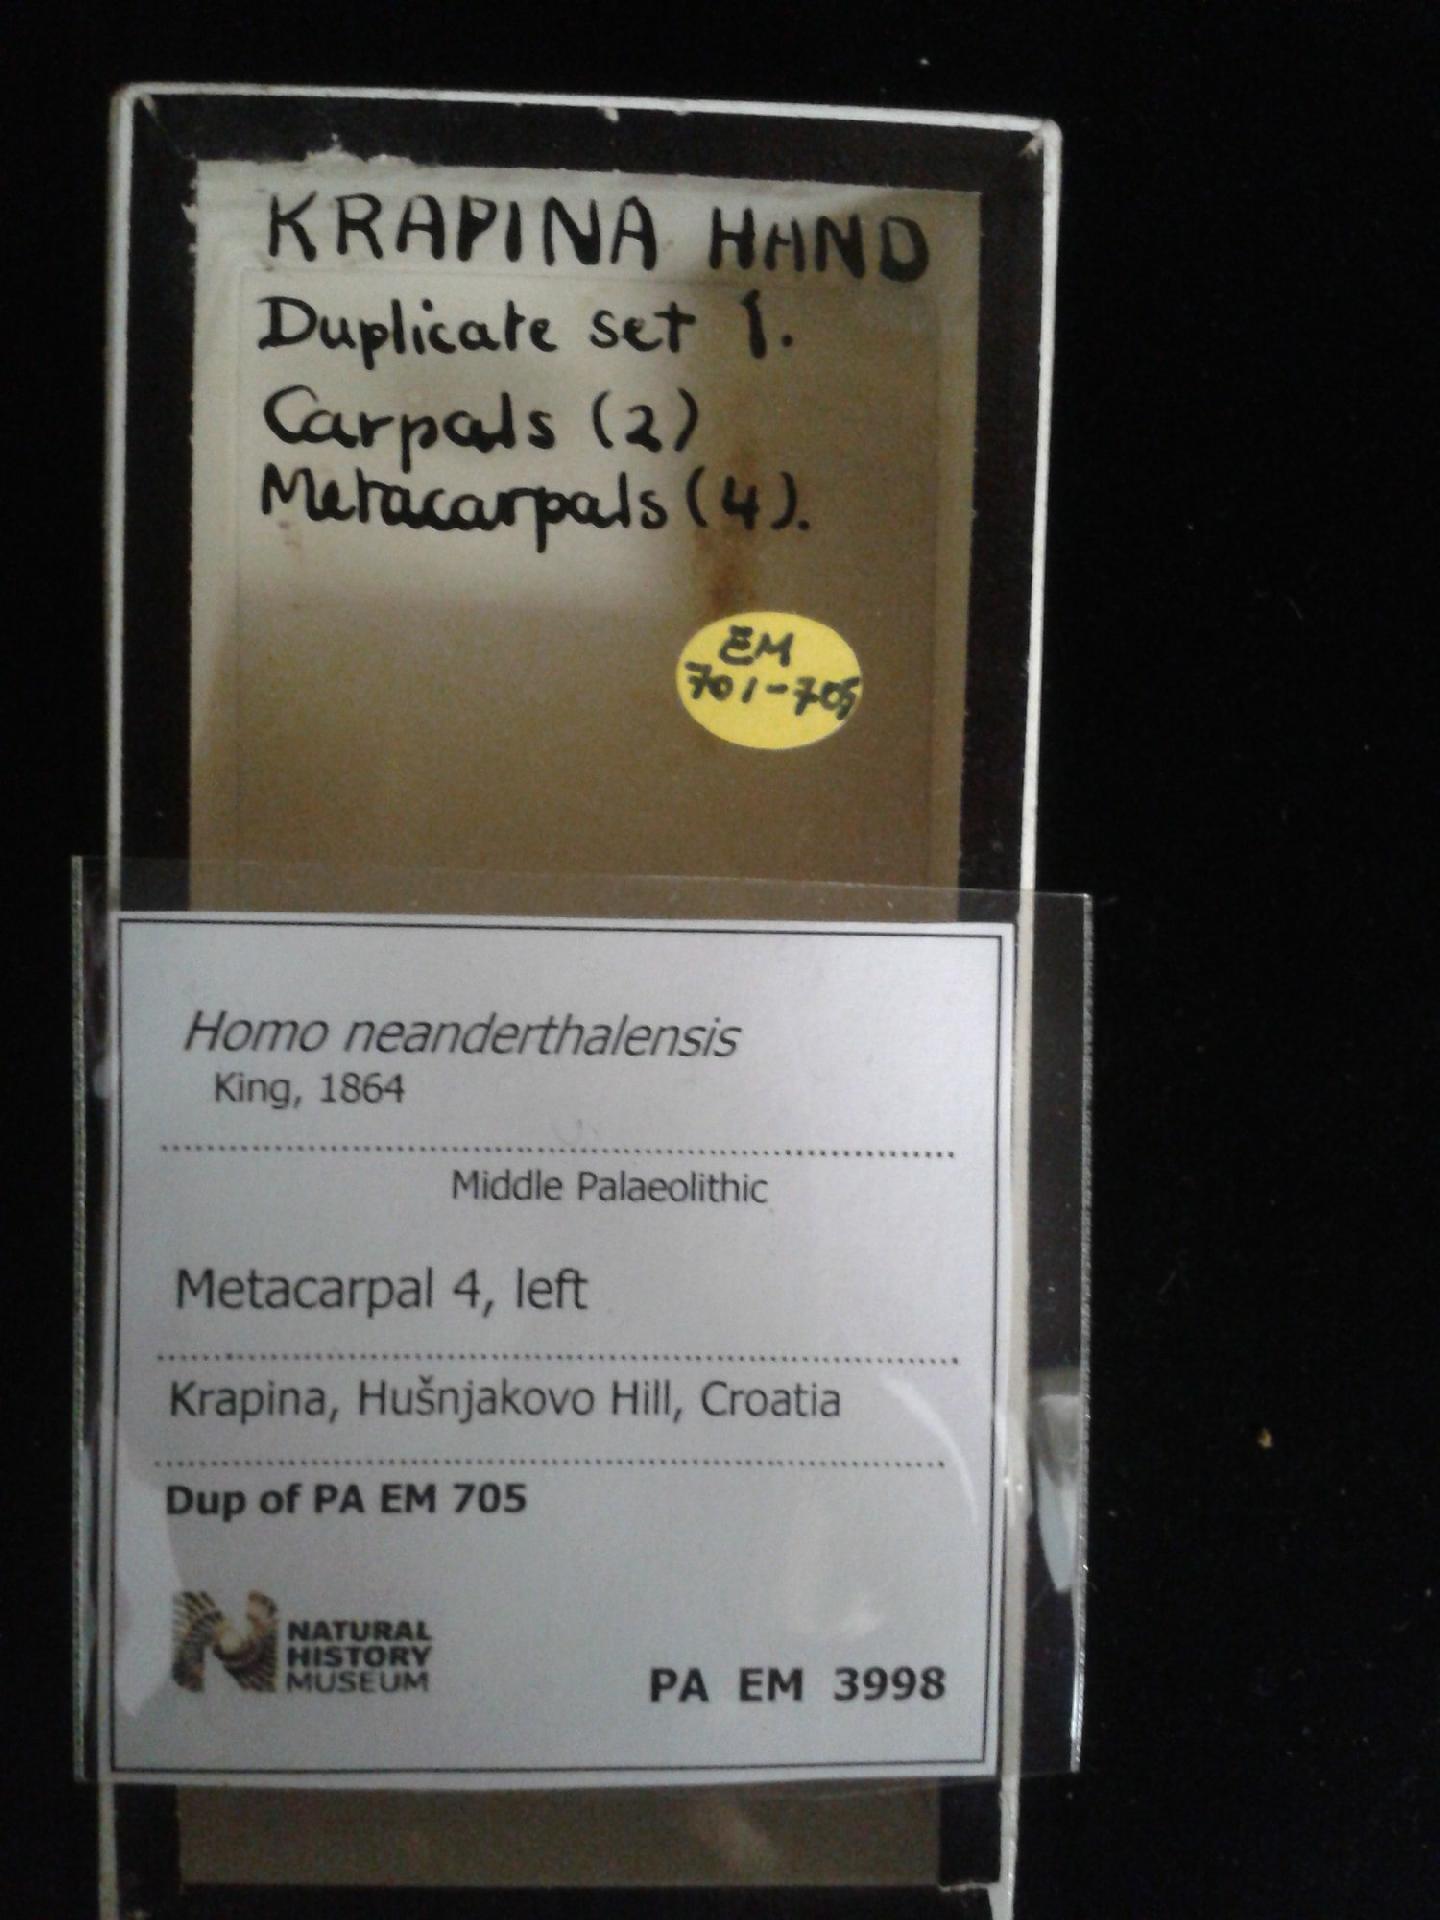 KRAPINA HAND
Duplicate set 1.
Carpals (2)
Metacarpals (4).
EM
701-705
Homo neanderthalensis
King, 1864
Middle Palaeolithic
Metacarpal 4, left
Krapina, Hušnjakovo Hill, Croatia
Dup of PA EM 705
NATURAL
HISTORY
MUSEUM
PA EM 3998